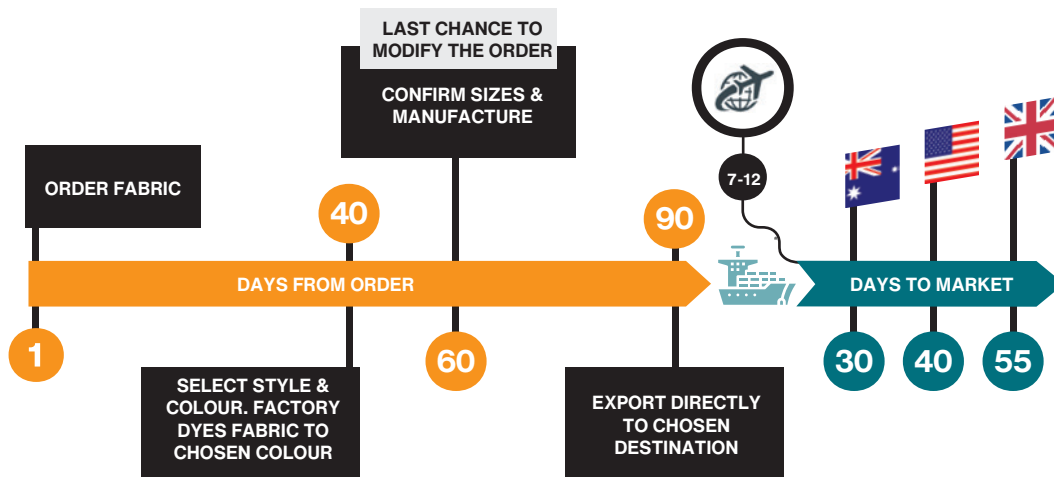 LAST CHANCE TO
MODIFY THE ORDER
CONFIRM SIZES &
MANUFACTURE
ORDER FABRIC
40
90
7-12
DAYS FROM ORDER
DAYS TO MARKET
1
60
30
40
55
SELECT STYLE &
COLOUR. FACTORY
DYES FABRIC TO
CHOSEN COLOUR
EXPORT DIRECTLY
TO CHOSEN
DESTINATION